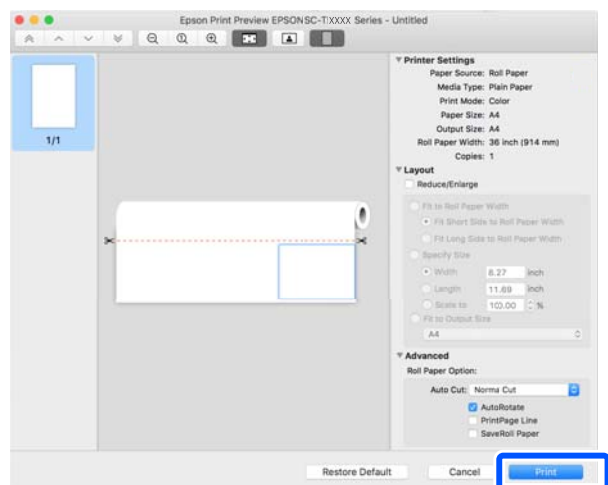 Epson Print Preview EPSONSC-TXXXX Series - Untitled
1/1
Printer Settings
Paper Source: Roll Paper
Media Type: Plain Paper
Print Mode: Color
Paper Size: A4
Output Size: A4
Roll Paper Width: 36 inch (914 mm)
Copies: 1
Layout
Reduce/Enlarge
Fit to Roll Paper Width
Fit Short Side to Roll Paper Width
Fit Long Side to Roll Paper Width
Specify Size
Width 8.27 inch
Length 11.69 inch
Scale to 100.00 %
Fit to Output Size
A4
Advanced
Roll Paper Option:
Auto Cut: Norma Cut
AutoRotate
PrintPage Line
SaveRoll Paper
Restore Default Cancel Print